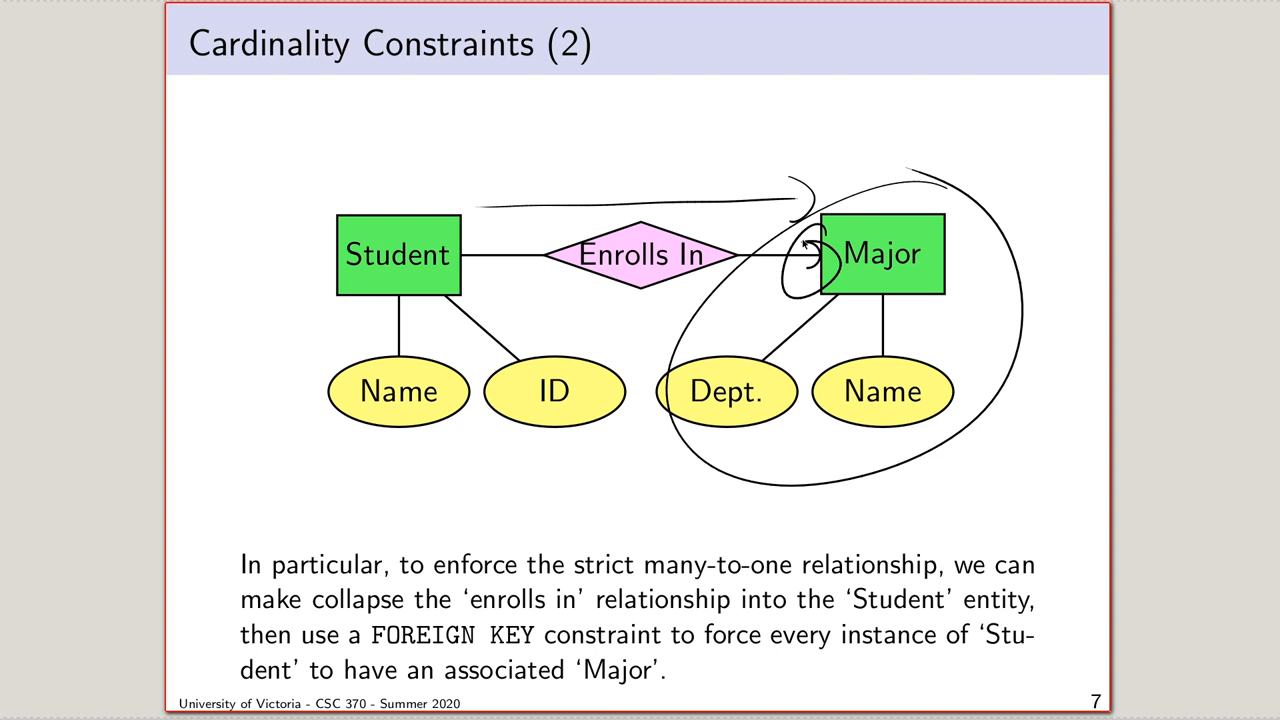 Cardinality Constraints (2)
Student
Enrolls In
Major
Name
ID
Dept.
Name
In particular, to enforce the strict many-to-one relationship, we can
make collapse the ‘enrolls in’ relationship into the ‘Student’ entity,
then use a FOREIGN KEY constraint to force every instance of ‘Stu-
dent’ to have an associated ‘Major’.
University of Victoria - CSC 370 - Summer 2020
7